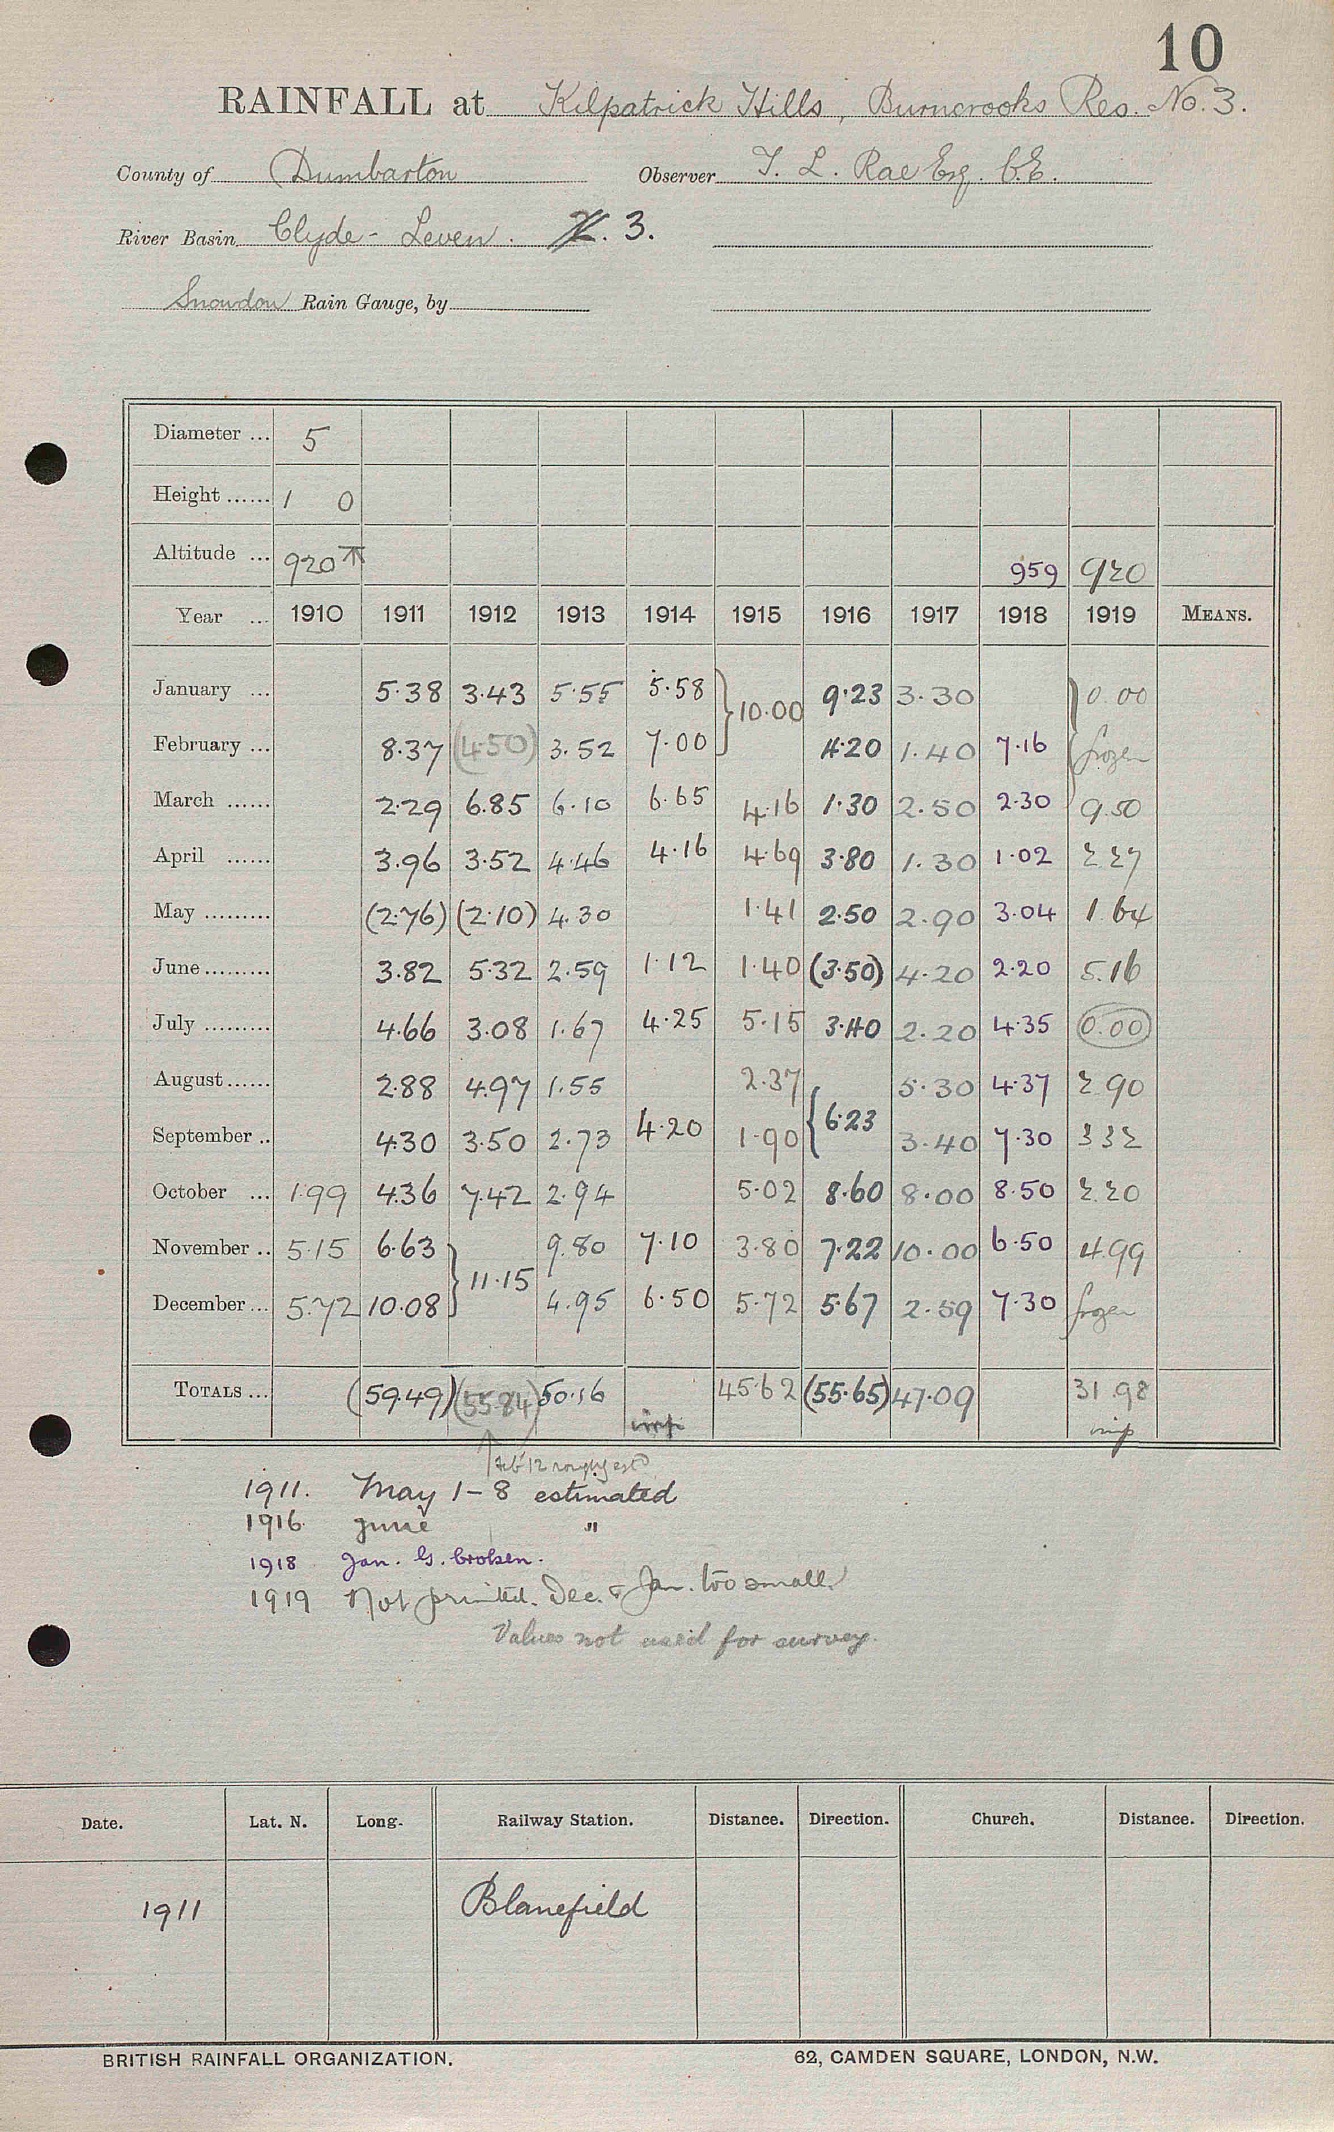 10
RAINFALL at Kilpatrick Hills, Burncrooks Res. No. 3.
County of Dumbarton Observer T. L. Rae Esq. C.E.
River Basin Clyde - Leven. 3.
Snowdon Rain Gauge, by
Diameter ... 5
Height ...... 1 0
Altitude ... 920 959 920
Year ... 1910 1911 1912 1913 1914 1915 1916 1917 1918 1919 MEANS.
January ... 5.38 3.43 5.55 5.58 10.00 9.23 3.30 0.00
February ... 8.37 (4.50) 3.52 7.00 4.20 1.40 7.16 frozen
March ...... 2.29 6.85 6.10 6.65 4.16 1.30 2.50 2.30 9.50
April ...... 3.96 3.52 4.46 4.16 4.69 3.80 1.30 1.02 2.27
May ......... (2.76) (2.10) 4.30 1.41 2.50 2.90 3.04 1.64
June ......... 3.82 5.32 2.59 1.12 1.40 (3.50) 4.20 2.20 5.16
July ......... 4.66 3.08 1.67 4.25 5.15 3.40 2.20 4.35 0.00
August ...... 2.88 4.97 1.55 2.37 6.23 5.30 4.37 2.90
September .. 4.30 3.50 2.73 4.20 1.90 3.40 7.30 3 32
October ... 1.99 4.36 7.42 2.94 5.02 8.60 8.00 8.50 2.20
November .. 5.15 6.63 11.15 9.80 7.10 3.80 7.22 10.00 6.50 4.99
December ... 5.72 10.08 4.95 6.50 5.72 5.67 2.59 7.30 frozen
TOTALS ... (59.49) (55.84) 50.16 imp 45.62 (55.65) 47.09 31.98
imp
Feb '12 roughly estd
1911. May 1-8 estimated
1916 June "
1918 Jan. G. broken.
1919 Not printed. Dec. & Jan. too small.
Values not used for survey.
Date. Lat. N. Long. Railway Station. Distance. Direction. Church. Distance. Direction.
1911 Blanefield
BRITISH RAINFALL ORGANIZATION. 62, CAMDEN SQUARE, LONDON, N.W.